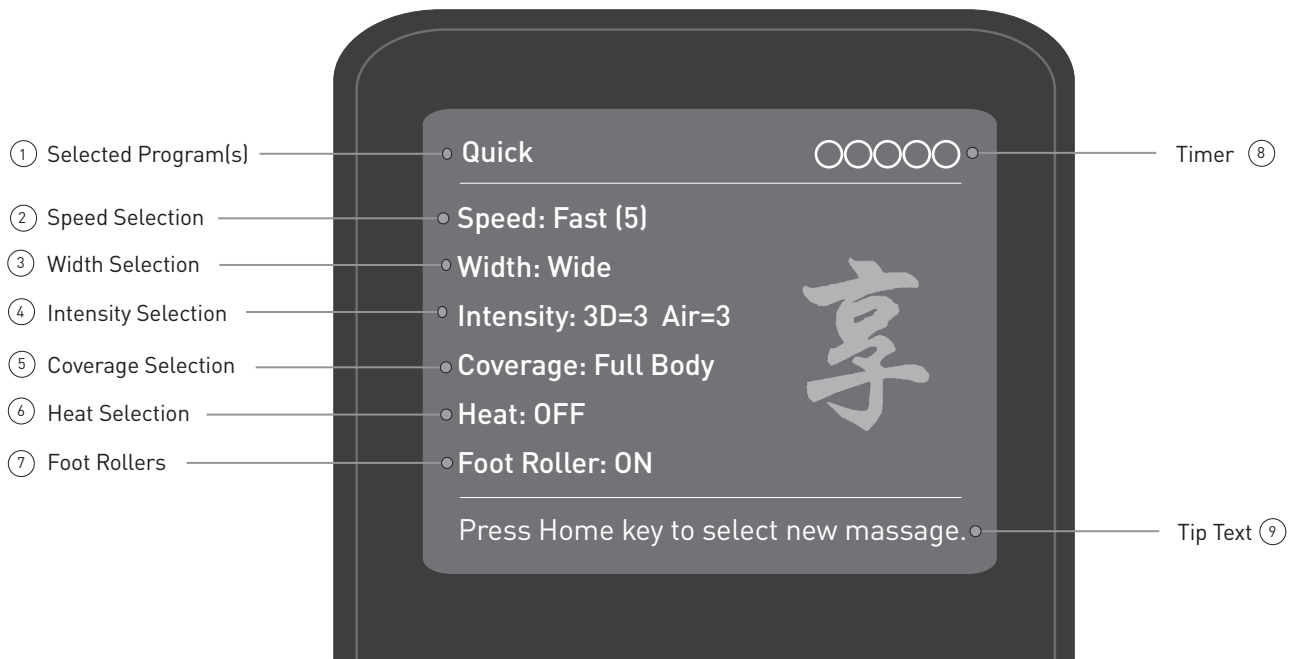 ① Selected Program(s)
Quick
Timer ⑧
② Speed Selection
Speed: Fast (5)
③ Width Selection
Width: Wide
④ Intensity Selection
Intensity: 3D=3 Air=3
⑤ Coverage Selection
Coverage: Full Body
⑥ Heat Selection
Heat: OFF
⑦ Foot Rollers
Foot Roller: ON
享
Press Home key to select new massage.
Tip Text ⑨